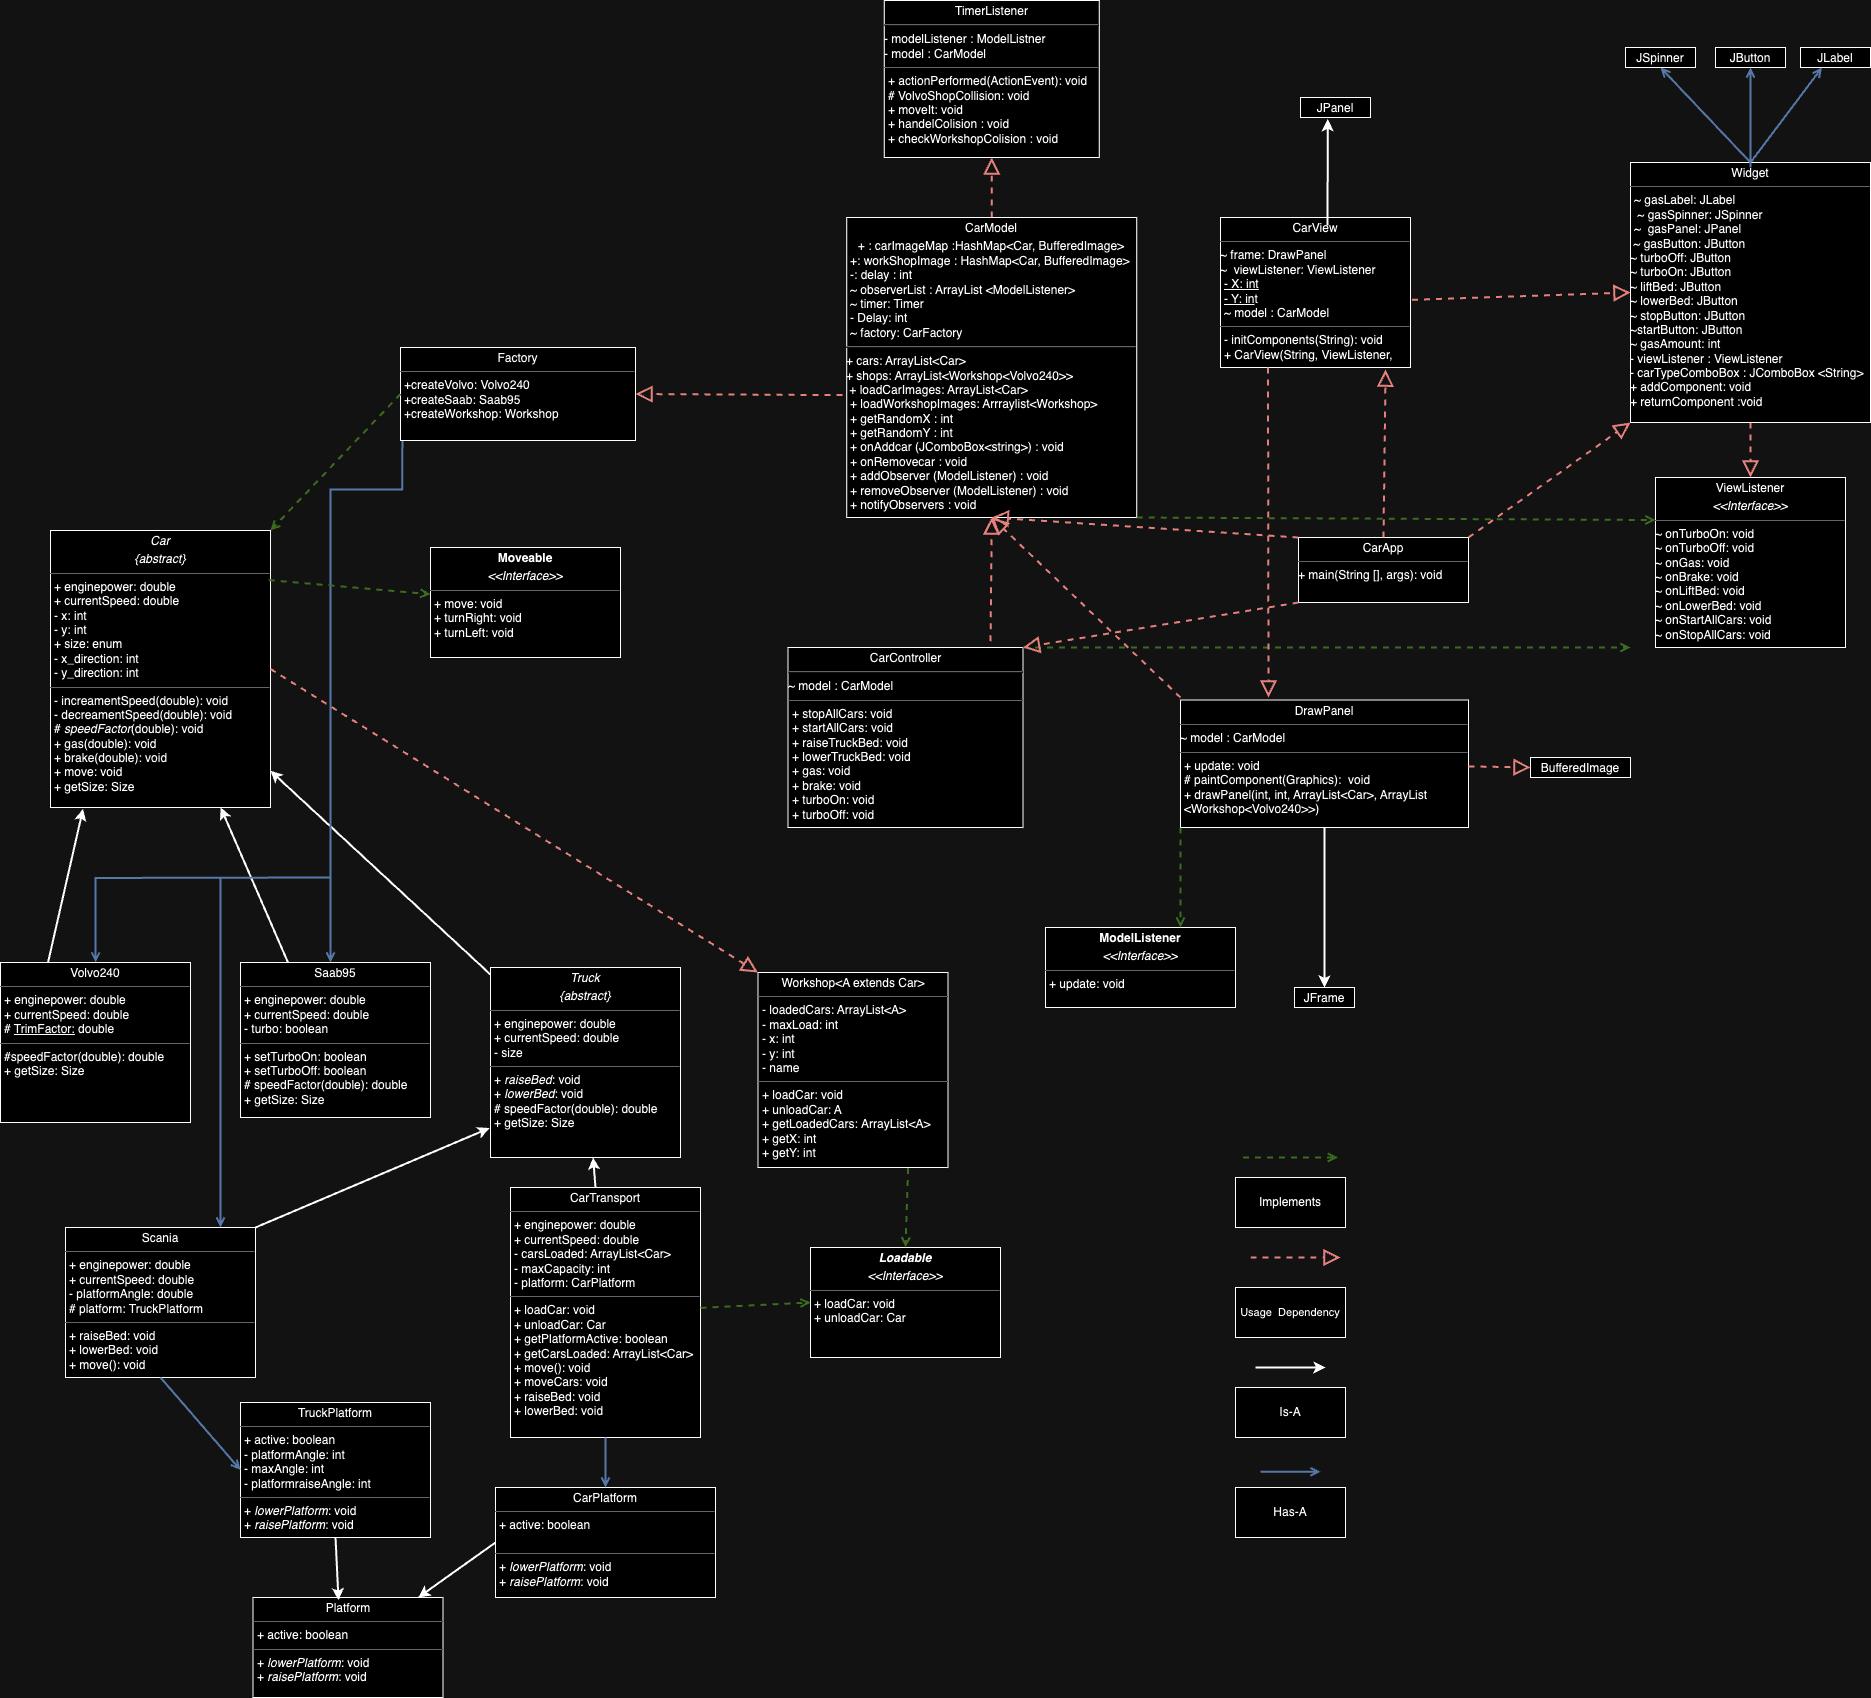 TimerListener
- modelListener : ModelListner
- model : CarModel
+ actionPerformed(ActionEvent): void
# VolvoShopCollision: void
+ moveIt: void
+ handelColision : void
+ checkWorkshopColision : void
JSpinner
JButton
JLabel
JPanel
Widget
~ gasLabel: JLabel
~ gasSpinner: JSpinner
~ gasPanel: JPanel
~ gasButton: JButton
~ turboOff: JButton
~ turboOn: JButton
~ liftBed: JButton
~ lowerBed: JButton
~ stopButton: JButton
~startButton: JButton
~ gasAmount: int
- viewListener : ViewListener
- carTypeComboBox : JComboBox <String>
+ addComponent: void
+ returnComponent :void
CarModel
+ : carImageMap :HashMap<Car, BufferedImage>
+: workShopImage : HashMap<Car, BufferedImage>
-: delay : int
~ observerList : ArrayList <ModelListener>
~ timer: Timer
- Delay: int
~ factory: CarFactory
+ cars: ArrayList<Car>
+ shops: ArrayList<Workshop<Volvo240>>
+ loadCarImages: ArrayList<Car>
+ loadWorkshopImages: Arrraylist<Workshop>
+ getRandomX : int
+ getRandomY : int
+ onAddcar (JComboBox<string>) : void
+ onRemovecar : void
+ addObserver (ModelListener) : void
+ removeObserver (ModelListener) : void
+ notifyObservers : void
CarView
~ frame: DrawPanel
~ viewListener: ViewListener
- X: int
- Y: int
~ model : CarModel
- initComponents(String): void
+ CarView(String, ViewListener,
Factory
+createVolvo: Volvo240
+createSaab: Saab95
+createWorkshop: Workshop
ViewListener
<<Interface>>
~ onTurboOn: void
~ onTurboOff: void
~ onGas: void
~ onBrake: void
~ onLiftBed: void
~ onLowerBed: void
~ onStartAllCars: void
~ onStopAllCars: void
Car
{abstract}
+ enginepower: double
+ currentSpeed: double
- x: int
- y: int
+ size: enum
- x_direction: int
- y_direction: int
- increamentSpeed(double): void
- decreamentSpeed(double): void
# speedFactor(double): void
+ gas(double): void
+ brake(double): void
+ move: void
+ getSize: Size
Moveable
<<Interface>>
+ move: void
+ turnRight: void
+ turnLeft: void
CarApp
+ main(String [], args): void
CarController
~ model : CarModel
+ stopAllCars: void
+ startAllCars: void
+ raiseTruckBed: void
+ lowerTruckBed: void
+ gas: void
+ brake: void
+ turboOn: void
+ turboOff: void
DrawPanel
~ model : CarModel
+ update: void
# paintComponent(Graphics): void
+ drawPanel(int, int, ArrayList<Car>, ArrayList
<Workshop<Volvo240>>)
BufferedImage
ModelListener
<<Interface>>
+ update: void
JFrame
Volvo240
+ enginepower: double
+ currentSpeed: double
# TrimFactor: double
#speedFactor(double): double
+ getSize: Size
Saab95
+ enginepower: double
+ currentSpeed: double
- turbo: boolean
+ setTurboOn: boolean
+ setTurboOff: boolean
# speedFactor(double): double
+ getSize: Size
Truck
{abstract}
+ enginepower: double
+ currentSpeed: double
- size
+ raiseBed: void
+ lowerBed: void
# speedFactor(double): double
+ getSize: Size
Workshop<A extends Car>
- loadedCars: ArrayList<A>
- maxLoad: int
- x: int
- y: int
- name
+ loadCar: void
+ unloadCar: A
+ getLoadedCars: ArrayList<A>
+ getX: int
+ getY: int
Scania
+ enginepower: double
+ currentSpeed: double
- platformAngle: double
# platform: TruckPlatform
+ raiseBed: void
+ lowerBed: void
+ move(): void
CarTransport
+ enginepower: double
+ currentSpeed: double
- carsLoaded: ArrayList<Car>
- maxCapacity: int
- platform: CarPlatform
+ loadCar: void
+ unloadCar: Car
+ getPlatformActive: boolean
+ getCarsLoaded: ArrayList<Car>
+ move(): void
+ moveCars: void
+ raiseBed: void
+ lowerBed: void
Loadable
<<Interface>>
+ loadCar: void
+ unloadCar: Car
Implements
Usage Dependency
Is-A
Has-A
TruckPlatform
+ active: boolean
- platformAngle: int
- maxAngle: int
- platformraiseAngle: int
+ lowerPlatform: void
+ raisePlatform: void
CarPlatform
+ active: boolean
+ lowerPlatform: void
+ raisePlatform: void
Platform
+ active: boolean
+ lowerPlatform: void
+ raisePlatform: void